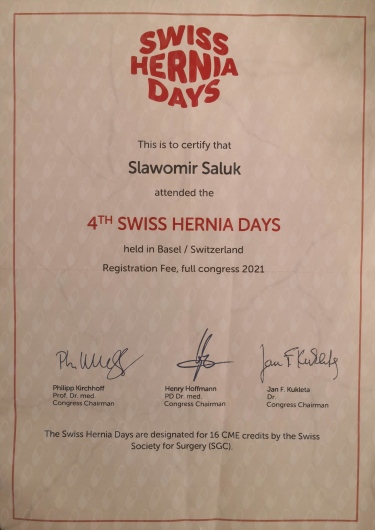 SWISS
HERNIA
DAYS
This is to certify that
Slawomir Saluk
attended the
4TH SWISS HERNIA DAYS
held in Basel / Switzerland
Registration Fee, full congress 2021
Jan F. Kukleta
Philipp Kirchhoff Henry Hoffmann Jan F. Kukleta
Prof. Dr. med. PD Dr. med. Dr.
Congress Chairman Congress Chairman Congress Chairman
The Swiss Hernia Days are designated for 16 CME credits by the Swiss
Society for Surgery (SGC).